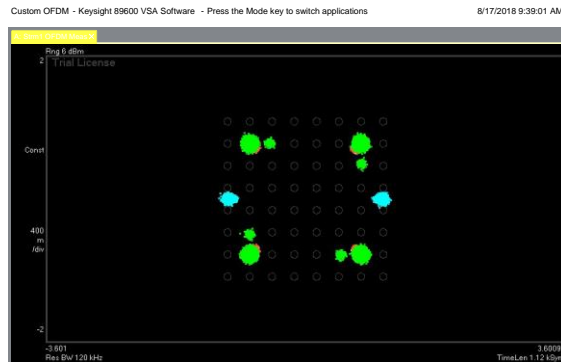 Custom OFDM - Keysight 89600 VSA Software - Press the Mode key to switch applications 8/17/2018 9:39:01 AM
Rng 6 dBm
2 Trial License
Const
400
m
/div
-2
-3.601
Res BW 120 kHz
3.6009
TimeLen 1.12 kSym